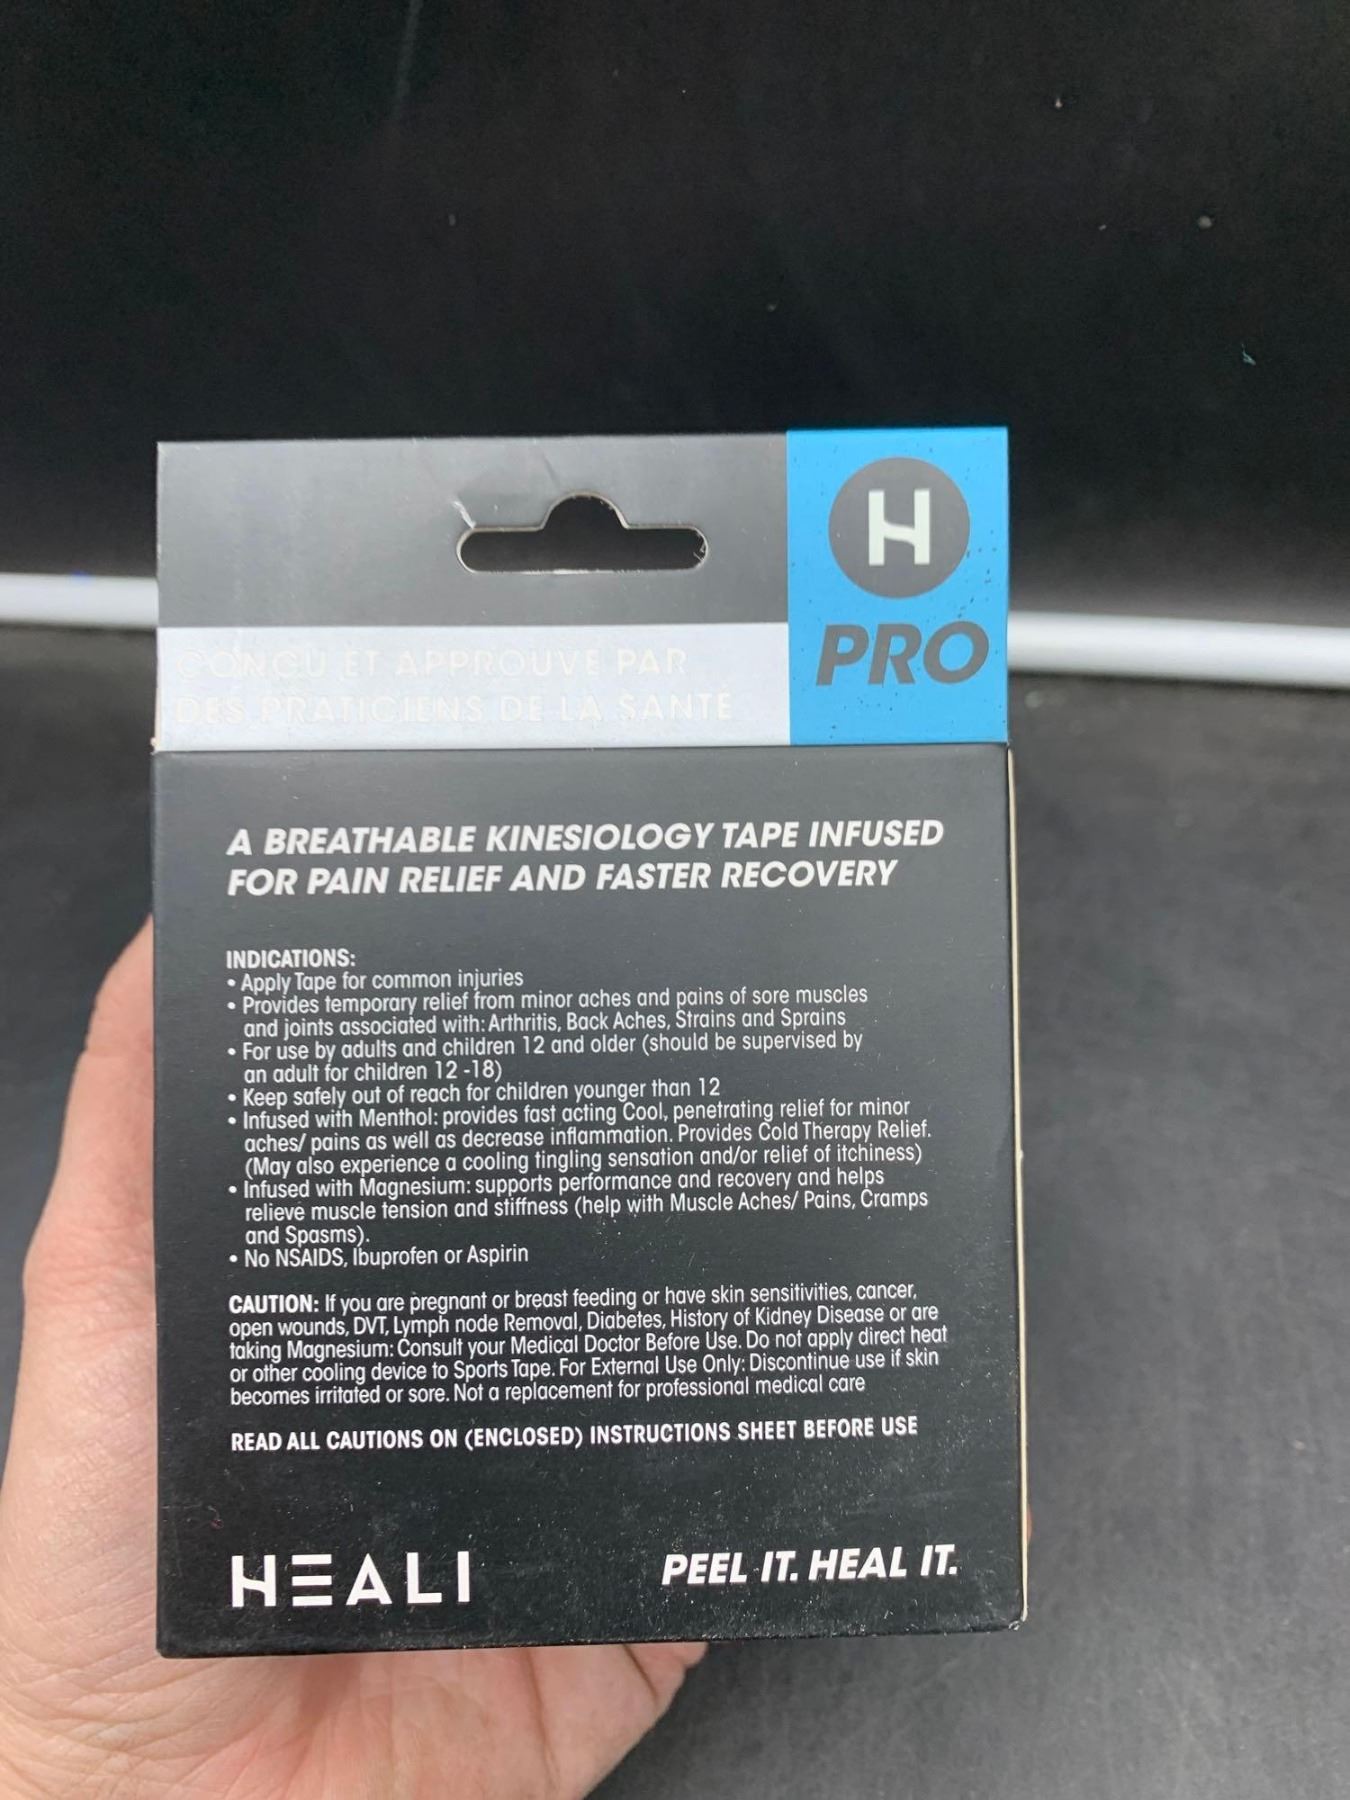 H
PRO
CONÇU ET APPROUVÉ PAR
DES PRATICIENS DE LA SANTÉ
A BREATHABLE KINESIOLOGY TAPE INFUSED
FOR PAIN RELIEF AND FASTER RECOVERY
INDICATIONS:
• Apply Tape for common injuries
• Provides temporary relief from minor aches and pains of sore muscles
and joints associated with: Arthritis, Back Aches, Strains and Sprains
• For use by adults and children 12 and older (should be supervised by
an adult for children 12 -18)
• Keep safely out of reach for children younger than 12
• Infused with Menthol: provides fast acting Cool, penetrating relief for minor
aches/ pains as well as decrease inflammation. Provides Cold Therapy Relief.
(May also experience a cooling tingling sensation and/or relief of itchiness)
• Infused with Magnesium: supports performance and recovery and helps
relieve muscle tension and stiffness (help with Muscle Aches/ Pains, Cramps
and Spasms).
• No NSAIDS, Ibuprofen or Aspirin
CAUTION: If you are pregnant or breast feeding or have skin sensitivities, cancer,
open wounds, DVT, Lymph node Removal, Diabetes, History of Kidney Disease or are
taking Magnesium: Consult your Medical Doctor Before Use. Do not apply direct heat
or other cooling device to Sports Tape. For External Use Only: Discontinue use if skin
becomes irritated or sore. Not a replacement for professional medical care
READ ALL CAUTIONS ON (ENCLOSED) INSTRUCTIONS SHEET BEFORE USE
HEALI
PEEL IT. HEAL IT.